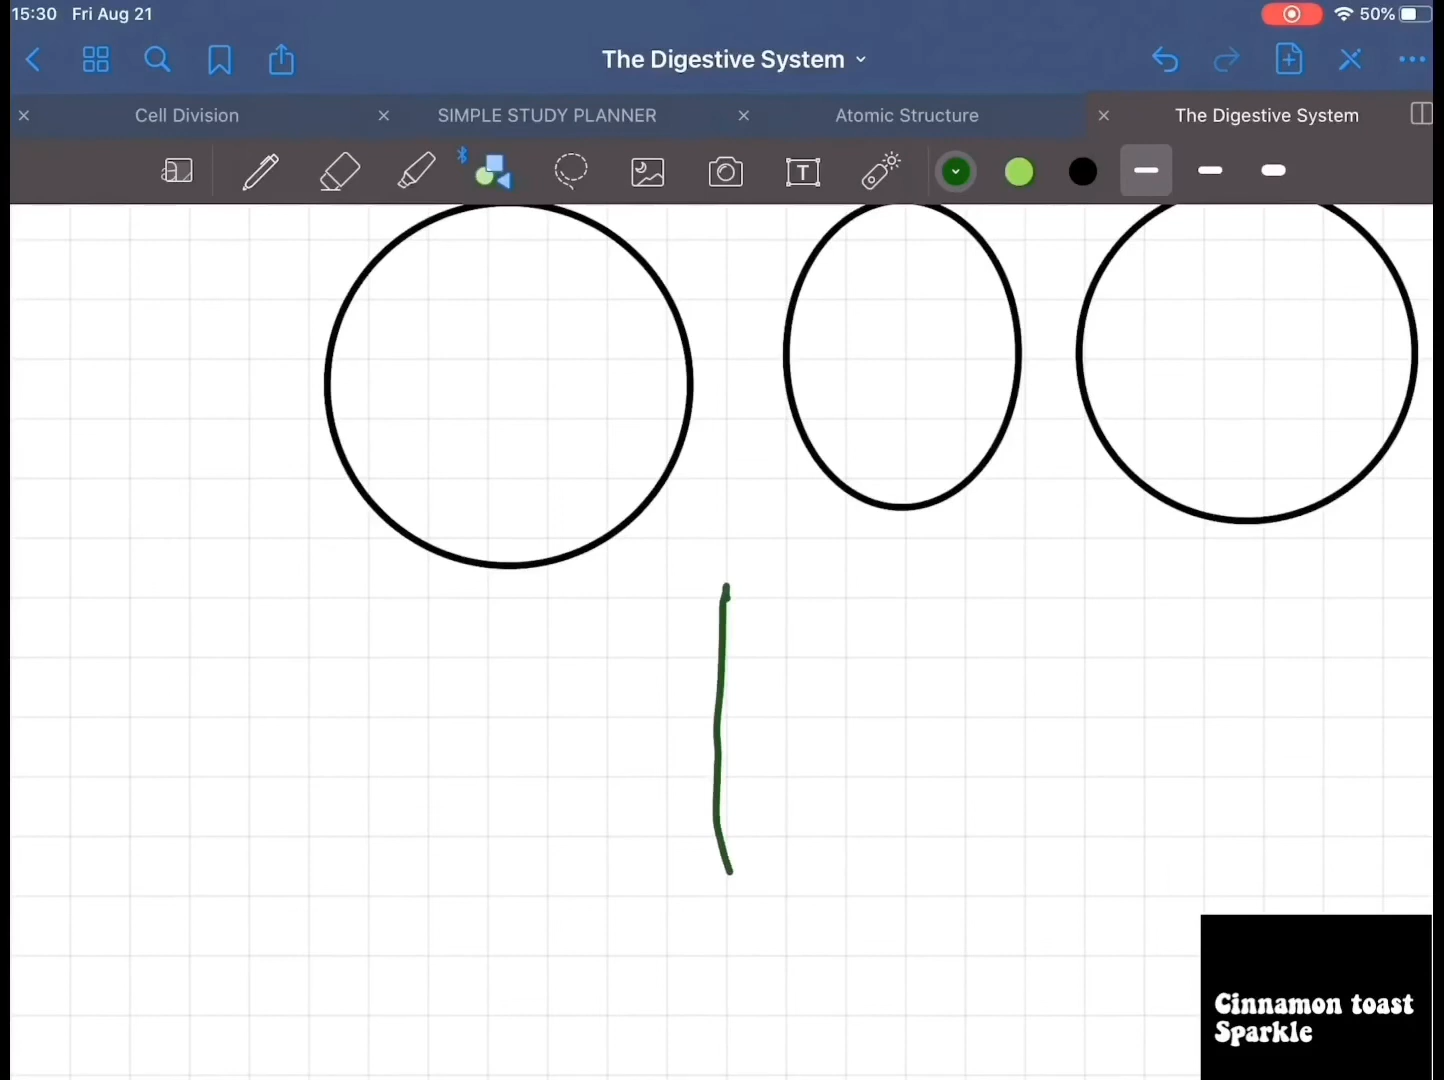 15:30 Fri Aug 21
50%
The Digestive System
Cell Division
SIMPLE STUDY PLANNER
Atomic Structure
The Digestive System
T
Cinnamon toast
Sparkle